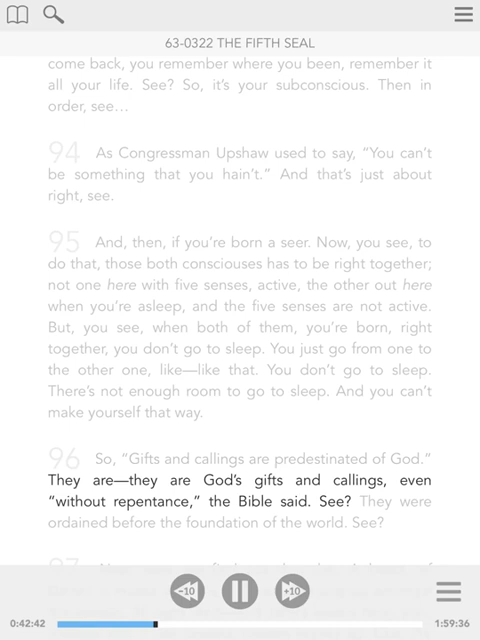 63-0322 THE FIFTH SEAL
come back, you remember where you been, remember it
all your life. See? So, it's your subconscious. Then in
order, see…
94 As Congressman Upshaw used to say, "You can't
be something that you hain't." And that's just about
right, see.
95 And, then, if you're born a seer. Now, you see, to
do that, those both consciouses has to be right together;
not one here with five senses, active, the other out here
when you're asleep, and the five senses are not active.
But, you see, when both of them, you're born, right
together, you don't go to sleep. You just go from one to
the other one, like—like that. You don't go to sleep.
There's not enough room to go to sleep. And you can't
make yourself that way.
96 So, "Gifts and callings are predestinated of God."
They are—they are God's gifts and callings, even
"without repentance," the Bible said. See? They were
ordained before the foundation of the world. See?
-10
+10
0:42:42
1:59:36